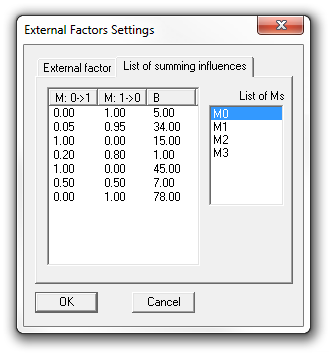 External Factors Settings
External factor List of summing influences
M: 0->1 M: 1->0 B
0.00 1.00 5.00
0.05 0.95 34.00
1.00 0.00 15.00
0.20 0.80 1.00
1.00 0.00 45.00
0.50 0.50 7.00
0.00 1.00 78.00
List of Ms
M0
M1
M2
M3
OK Cancel